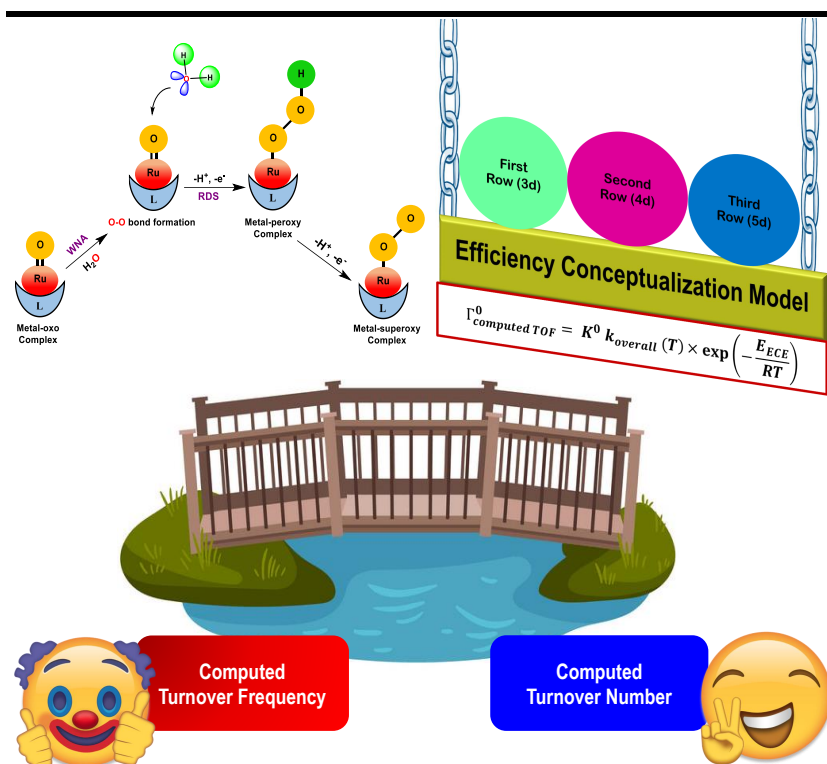 H
O
H
O
Ru
L
-H⁺, -e⁻
RDS
H
O
O
Ru
L
Metal-peroxy
Complex
O-O bond formation
WNA
H₂O
O
Ru
L
Metal-oxo
Complex
-H⁺, -e⁻
O
O
Ru
L
Metal-superoxy
Complex
First
Row (3d)
Second
Row (4d)
Third
Row (5d)
Efficiency Conceptualization Model
Γ⁰computed TOF = K⁰ k_overall (T) × exp(−E_ECE/RT)
Computed
Turnover Frequency
Computed
Turnover Number